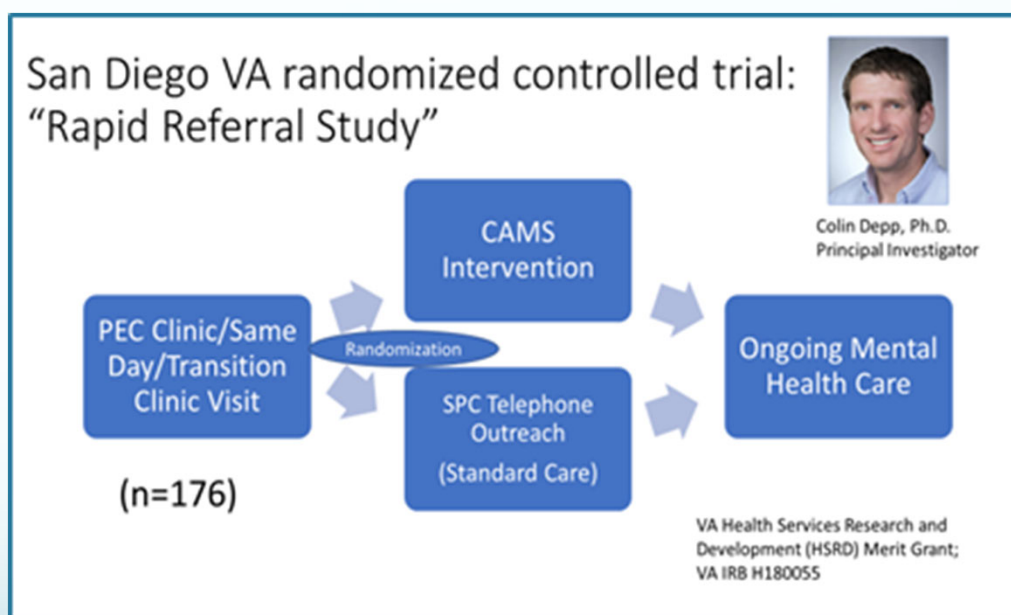 San Diego VA randomized controlled trial:
“Rapid Referral Study”
Colin Depp, Ph.D.
Principal Investigator
CAMS
Intervention
PEC Clinic/Same
Day/Transition
Clinic Visit
Randomization
SPC Telephone
Outreach
(Standard Care)
Ongoing Mental
Health Care
(n=176)
VA Health Services Research and
Development (HSRD) Merit Grant;
VA IRB H180055